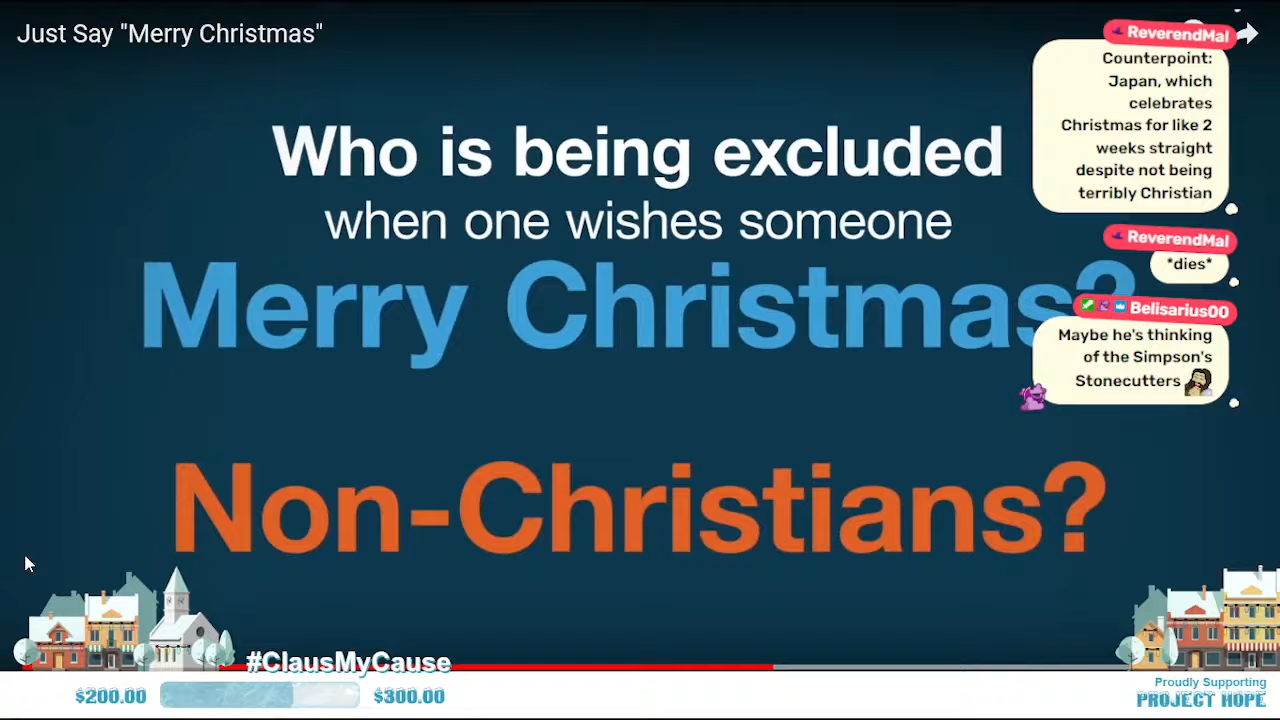 Just Say "Merry Christmas"
Who is being excluded
when one wishes someone
Merry Christmas?
Non-Christians?
ReverendMal
Counterpoint:
Japan, which
celebrates
Christmas for like 2
weeks straight
despite not being
terribly Christian
ReverendMal
*dies*
Belisarius00
Maybe he's thinking
of the Simpson's
Stonecutters
#ClausMyCause
$200.00
$300.00
Proudly Supporting
PROJECT HOPE